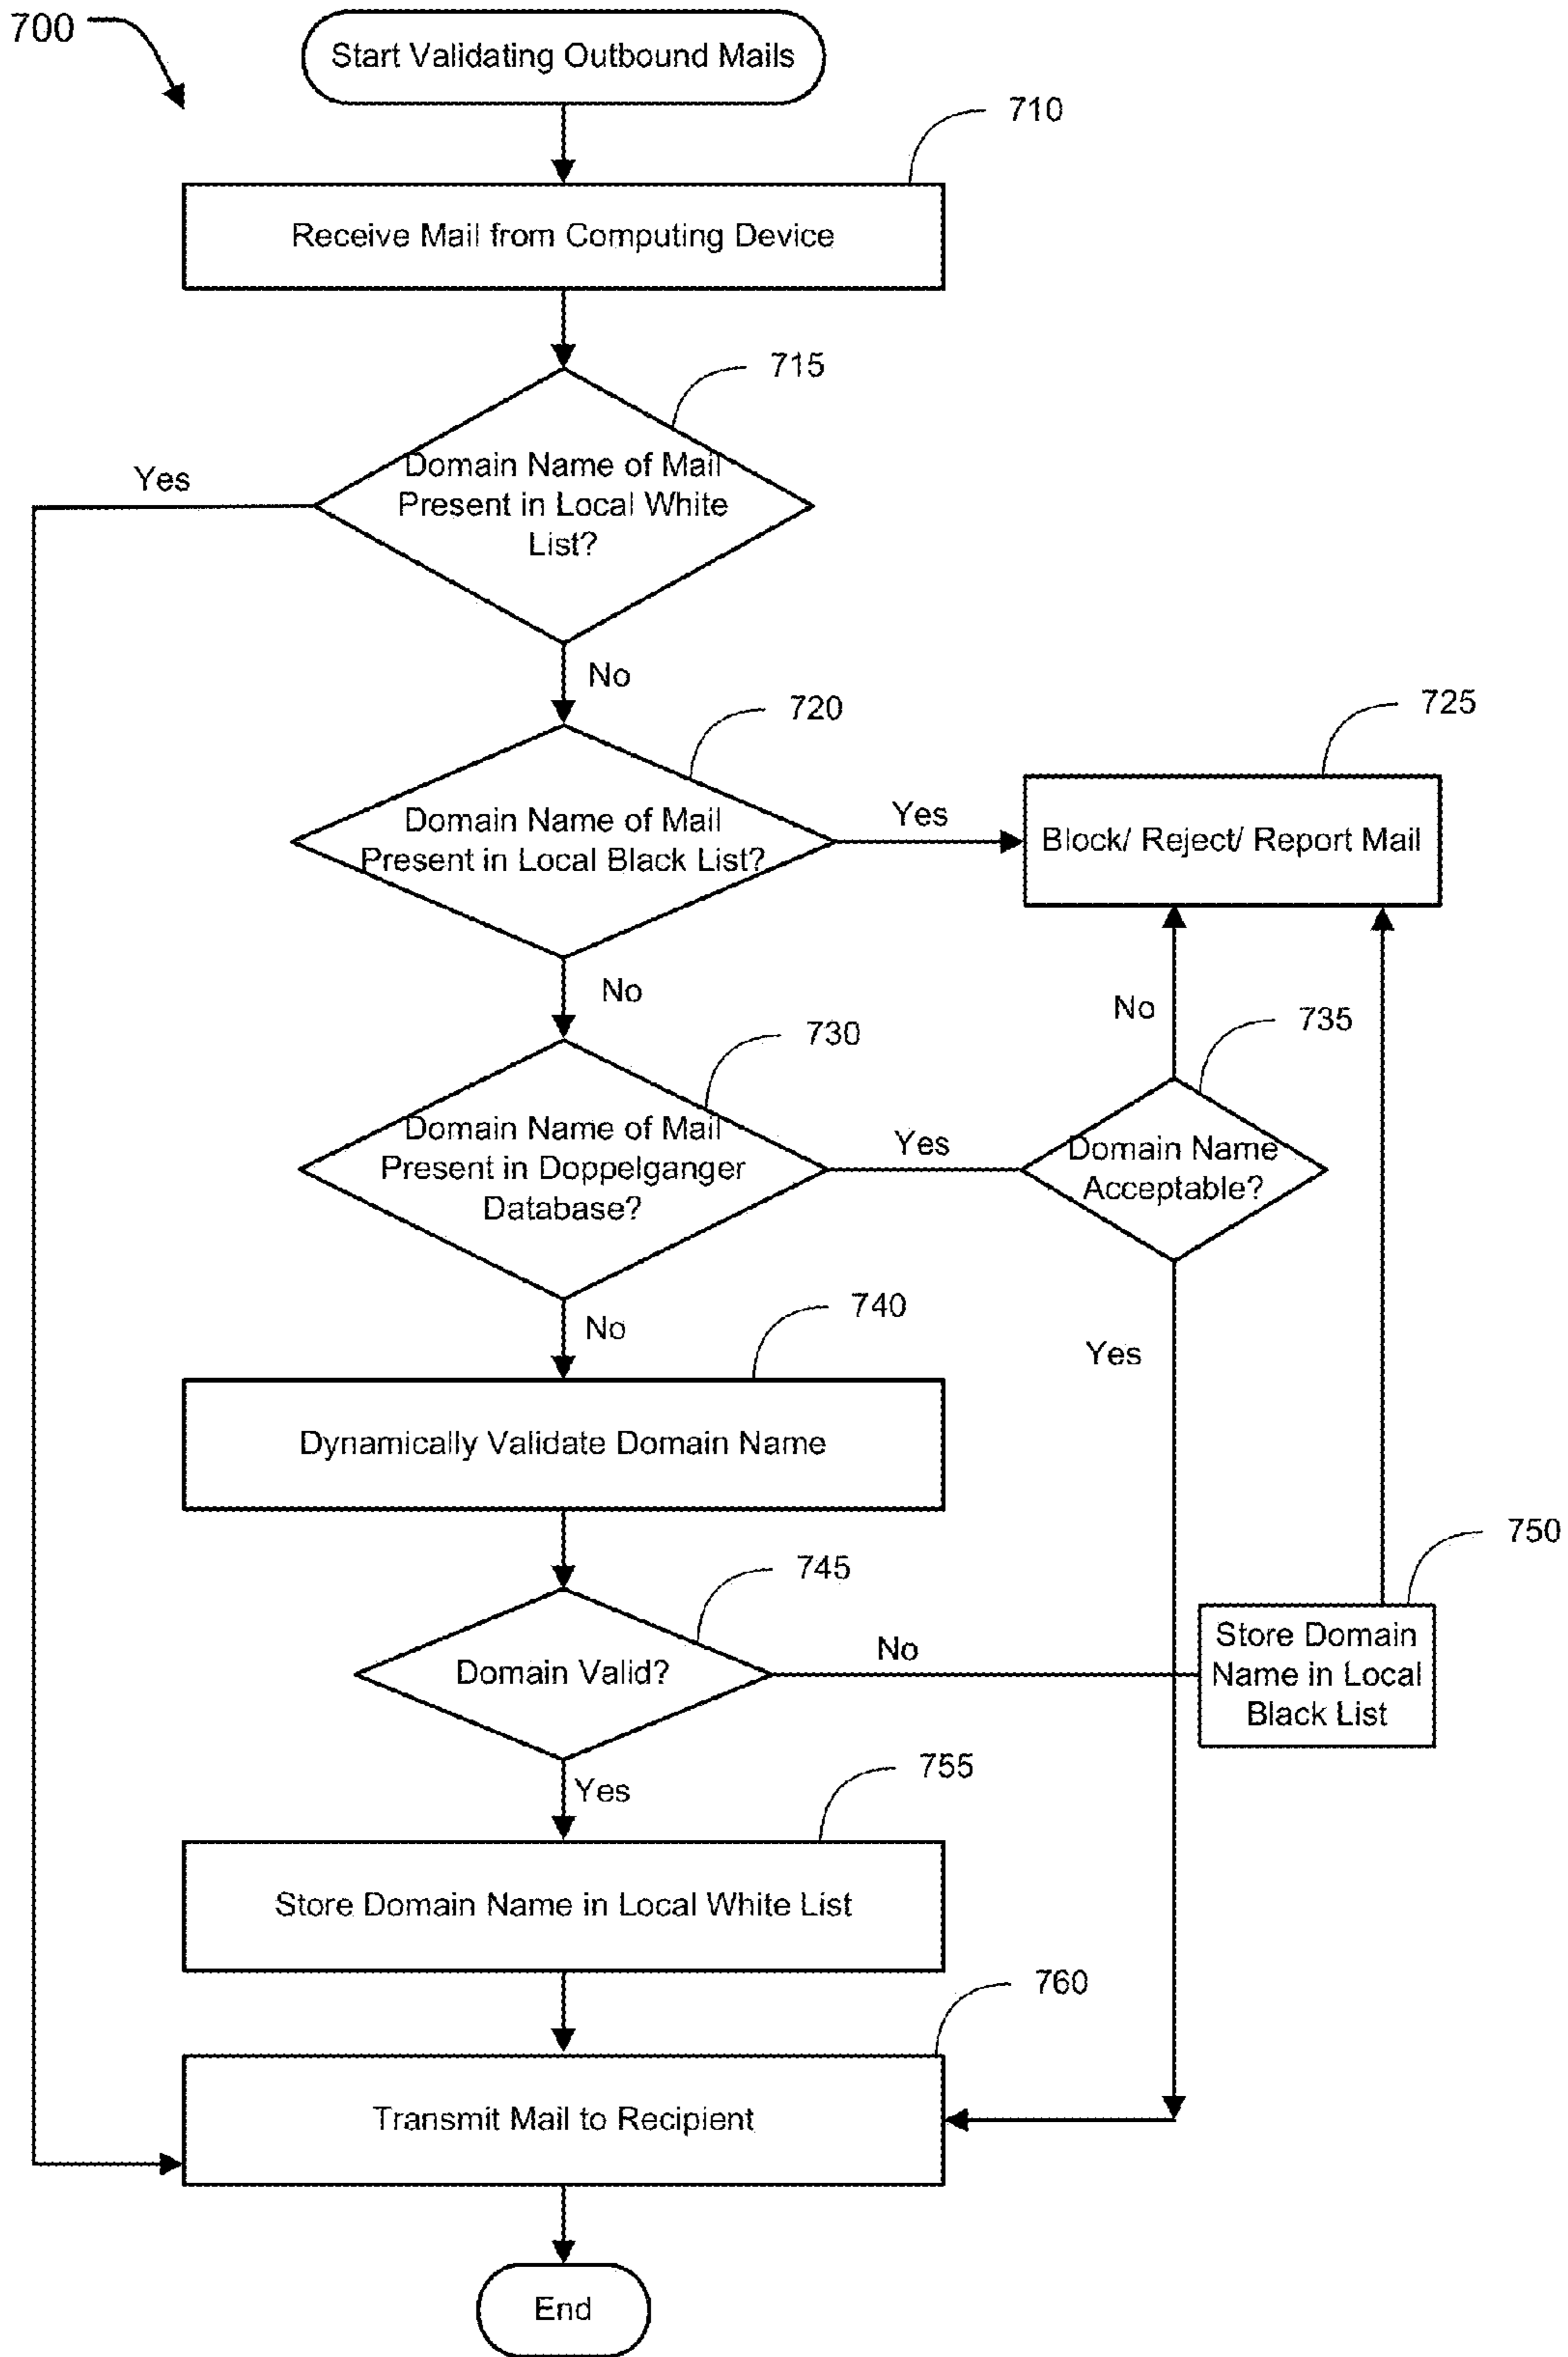 700
Start Validating Outbound Mails
710
Receive Mail from Computing Device
715
Domain Name of Mail
Present in Local White
List?
Yes
No
720
Domain Name of Mail
Present in Local Black List?
Yes
725
Block/ Reject/ Report Mail
No
730
Domain Name of Mail
Present in Doppelganger
Database?
Yes
No
735
Domain Name
Acceptable?
No
Yes
740
Dynamically Validate Domain Name
745
Domain Valid?
No
750
Store Domain
Name in Local
Black List
Yes
755
Store Domain Name in Local White List
760
Transmit Mail to Recipient
End